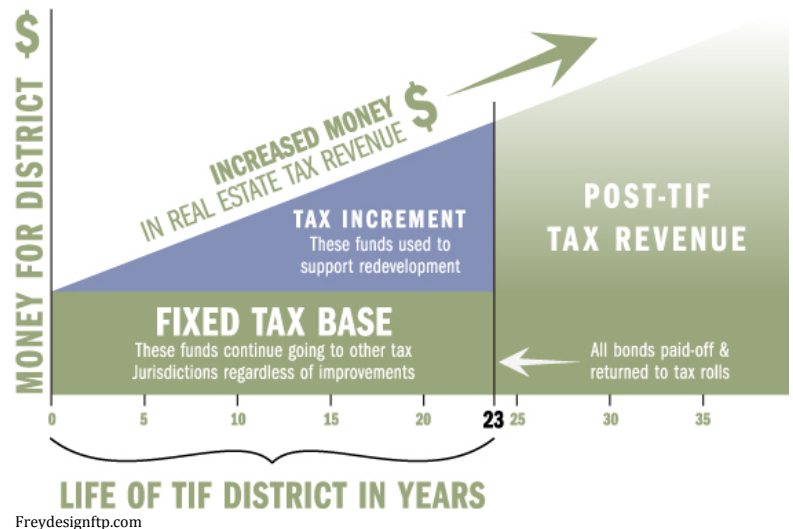 $
MONEY FOR DISTRICT
INCREASED MONEY
IN REAL ESTATE TAX REVENUE
$
TAX INCREMENT
These funds used to
support redevelopment
POST-TIF
TAX REVENUE
FIXED TAX BASE
These funds continue going to other tax
Jurisdictions regardless of improvements
All bonds paid-off &
returned to tax rolls
0 5 10 15 20 23 25 30 35
LIFE OF TIF DISTRICT IN YEARS
Freydesignftp.com